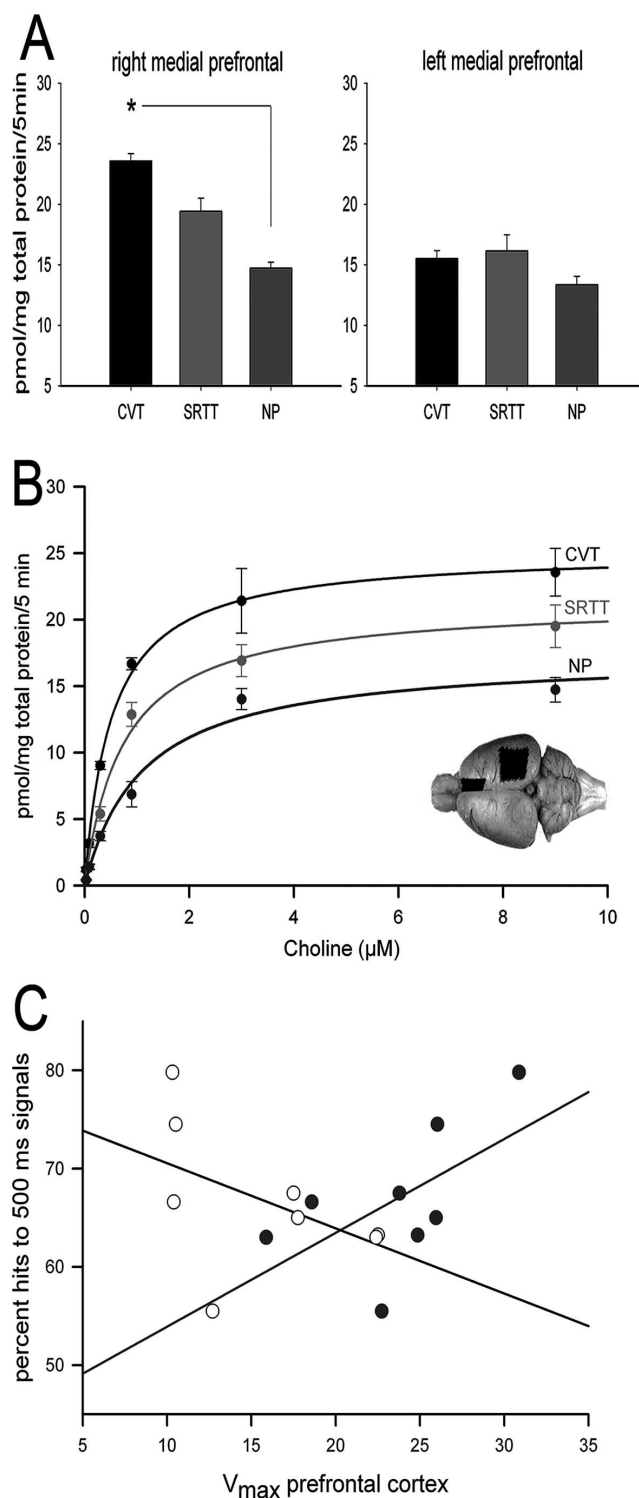 A
right medial prefrontal
left medial prefrontal
pmol/mg total protein/5min
30
25
20
15
10
5
*
CVT
SRTT
NP
30
25
20
15
10
5
CVT
SRTT
NP
B
pmol/mg total protein/5 min
30
25
20
15
10
5
0
CVT
SRTT
NP
0
2
4
6
8
10
Choline (µM)
C
percent hits to 500 ms signals
80
70
60
50
5
10
15
20
25
30
35
Vmax prefrontal cortex